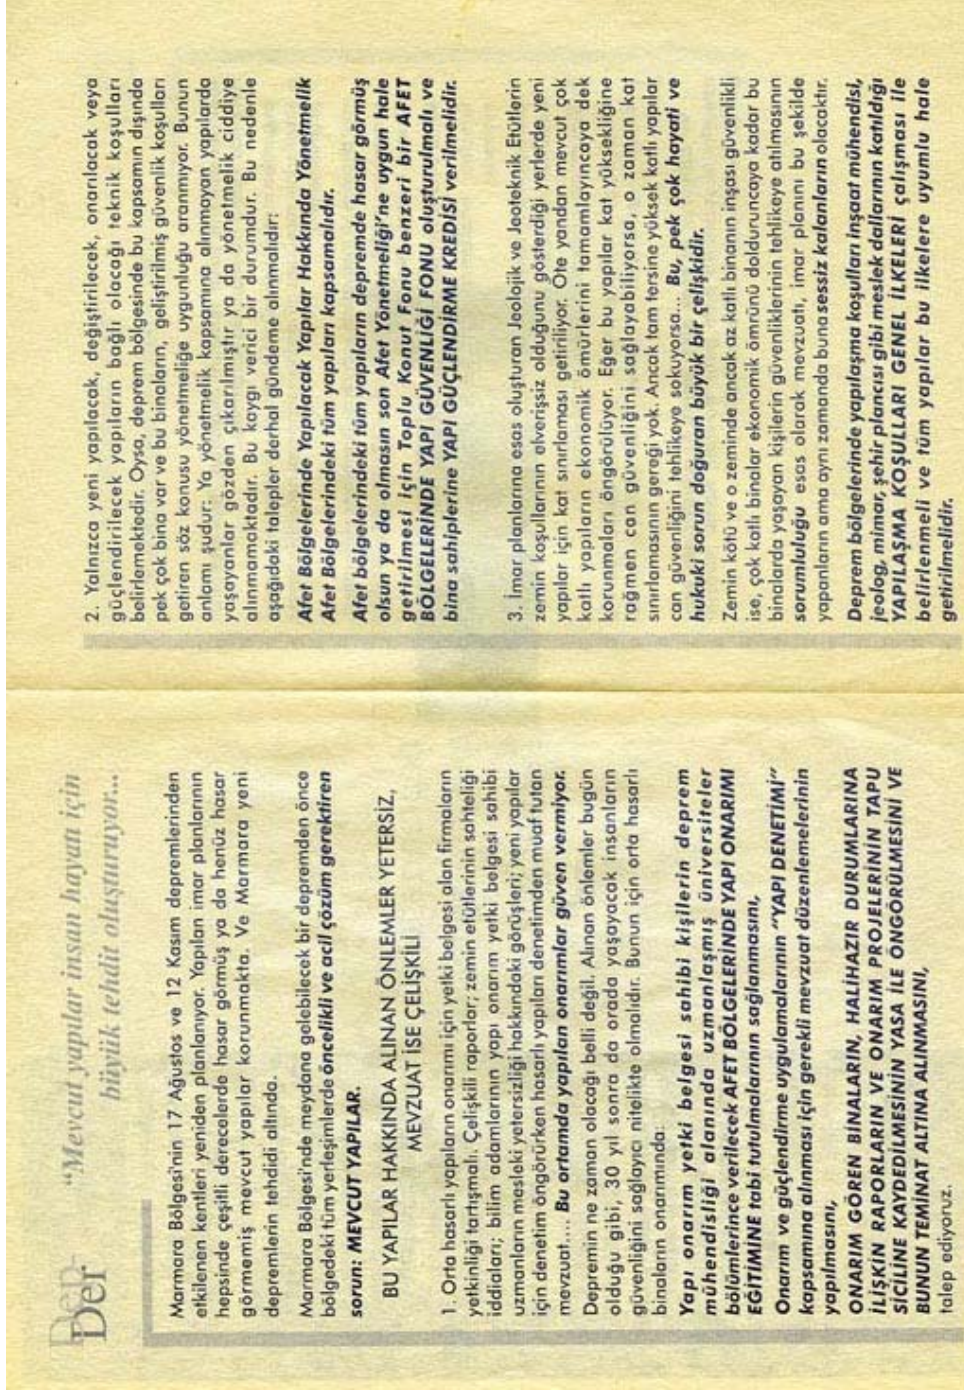 Der
"Mevcut yapılar insan hayatı için
büyük tehdit oluşturuyor...
Marmara Bölgesi'nin 17 Ağustos ve 12 Kasım depremlerinden
etkilenen kentleri yeniden planlanıyor. Yapılan imar planlarının
hepsinde çeşitli derecelerde hasar görmüş ya da henüz hasar
görmemiş mevcut yapılar korunmakta. Ve Marmara yeni
depremlerin tehdidi altında.
Marmara Bölgesi'nde meydana gelebilecek bir depremden önce
bölgedeki tüm yerleşimlerde öncelikli ve acil çözüm gerektiren
sorun: MEVCUT YAPILAR.
BU YAPILAR HAKKINDA ALINAN ÖNLEMLER YETERSİZ,
MEVZUAT İSE ÇELİŞKİLİ
1. Orta hasarlı yapıların onarımı için yetki belgesi alan firmaların
yetkinliği tartışmalı. Çelişkili raporlar; zemin etütlerinin sahteliği
iddiaları; bilim adamlarının yapı onarım yetki belgesi sahibi
uzmanların mesleki yetersizliği hakkındaki görüşleri; yeni yapılar
için denetim öngörürken hasarlı yapıları denetimden muaf tutan
mevzuat... Bu ortamda yapılan onarımlar güven vermiyor.
Depremin ne zaman olacağı belli değil. Alınan önlemler bugün
olduğu gibi, 30 yıl sonra da orada yaşayacak insanların
güvenliğini sağlayıcı nitelikte olmalıdır. Bunun için orta hasarlı
binaların onarımında:
Yapı onarım yetki belgesi sahibi kişilerin deprem
mühendisliği alanında uzmanlaşmış üniversiteler
bölümlerince verilecek AFET BÖLGELERİNDE YAPI ONARIMI
EĞİTİMİNE tabi tutulmalarının sağlanmasını,
Onarım ve güçlendirme uygulamalarının "YAPI DENETİMİ"
kapsamına alınması için gerekli mevzuat düzenlemelerinin
yapılmasını,
ONARIM GÖREN BİNALARIN, HALİHAZIR DURUMLARINA
İLİŞKİN RAPORLARIN VE ONARIM PROJELERİNİN TAPU
SİCİLİNE KAYDEDİLMESİNİN YASA İLE ÖNGÖRÜLMESİNİ VE
BUNUN TEMİNAT ALTINA ALINMASINI,
talep ediyoruz.
2. Yalnızca yeni yapılacak, değiştirilecek, onarılacak veya
güçlendirilecek yapıların bağlı olacağı teknik koşulları
belirlemektedir. Oysa, deprem bölgesinde bu kapsamın dışında
pek çok bina var ve bu binaların, geliştirilmiş güvenlik koşulları
getiren söz konusu yönetmeliğe uygunluğu aranmıyor. Bunun
anlamı şudur: Ya yönetmelik kapsamına alınmayan yapılarda
yaşayanlar gözden çıkarılmıştır ya da yönetmelik ciddiye
alınmamaktadır. Bu kaygı verici bir durumdur. Bu nedenle
aşağıdaki talepler derhal gündeme alınmalıdır:
Afet Bölgelerinde Yapılacak Yapılar Hakkında Yönetmelik
Afet Bölgelerindeki tüm yapıları kapsamalıdır.
Afet bölgelerindeki tüm yapıların depremde hasar görmüş
olsun ya da olmasın son Afet Yönetmeliği'ne uygun hale
getirilmesi için Toplu Konut Fonu benzeri bir AFET
BÖLGELERİNDE YAPI GÜVENLİĞİ FONU oluşturulmalı ve
bina sahiplerine YAPI GÜÇLENDİRME KREDİSİ verilmelidir.
3. İmar planlarına esas oluşturan Jeolojik ve Jeoteknik Etütlerin
zemin koşullarının elverişsiz olduğunu gösterdiği yerlerde yeni
yapılar için kat sınırlaması getiriliyor. Öte yandan mevcut çok
katlı yapıların ekonomik ömürlerini tamamlayıncaya dek
korunmaları öngörülüyor. Eğer bu yapılar kat yüksekliğine
rağmen can güvenliğini sağlayabiliyorsa, o zaman kat
sınırlamasının gereği yok. Ancak tam tersine yüksek katlı yapılar
can güvenliğini tehlikeye sokuyorsa... Bu, pek çok hayati ve
hukuki sorun doğuran büyük bir çelişkidir.
Zemin kötü ve o zeminde ancak az katlı binanın inşası güvenlikli
ise, çok katlı binalar ekonomik ömrünü dolduruncaya kadar bu
binalarda yaşayan kişilerin güvenliklerinin tehlikeye atılmasının
sorumluluğu esas olarak mevzuatı, imar planını bu şekilde
yapanların ama aynı zamanda buna sessiz kalanların olacaktır.
Deprem bölgelerinde yapılaşma koşulları inşaat mühendisi,
jeolog, mimar, şehir plancısı gibi meslek dallarının katıldığı
YAPILAŞMA KOŞULLARI GENEL İLKELERİ çalışması ile
belirlenmeli ve tüm yapılar bu ilkelere uyumlu hale
getirilmelidir.